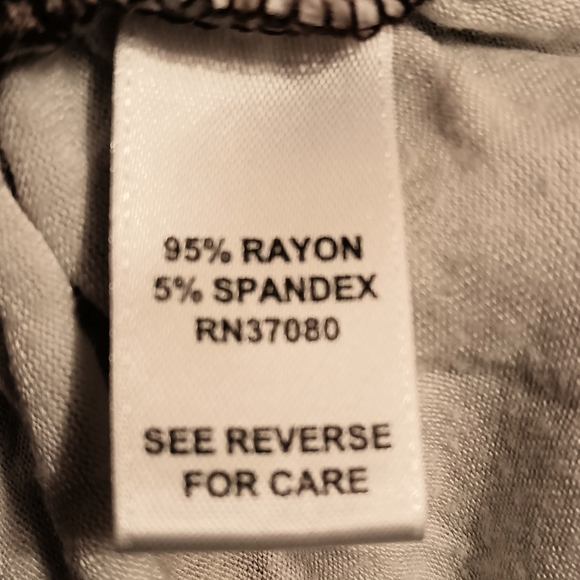 95% RAYON
5% SPANDEX
RN37080
SEE REVERSE
FOR CARE